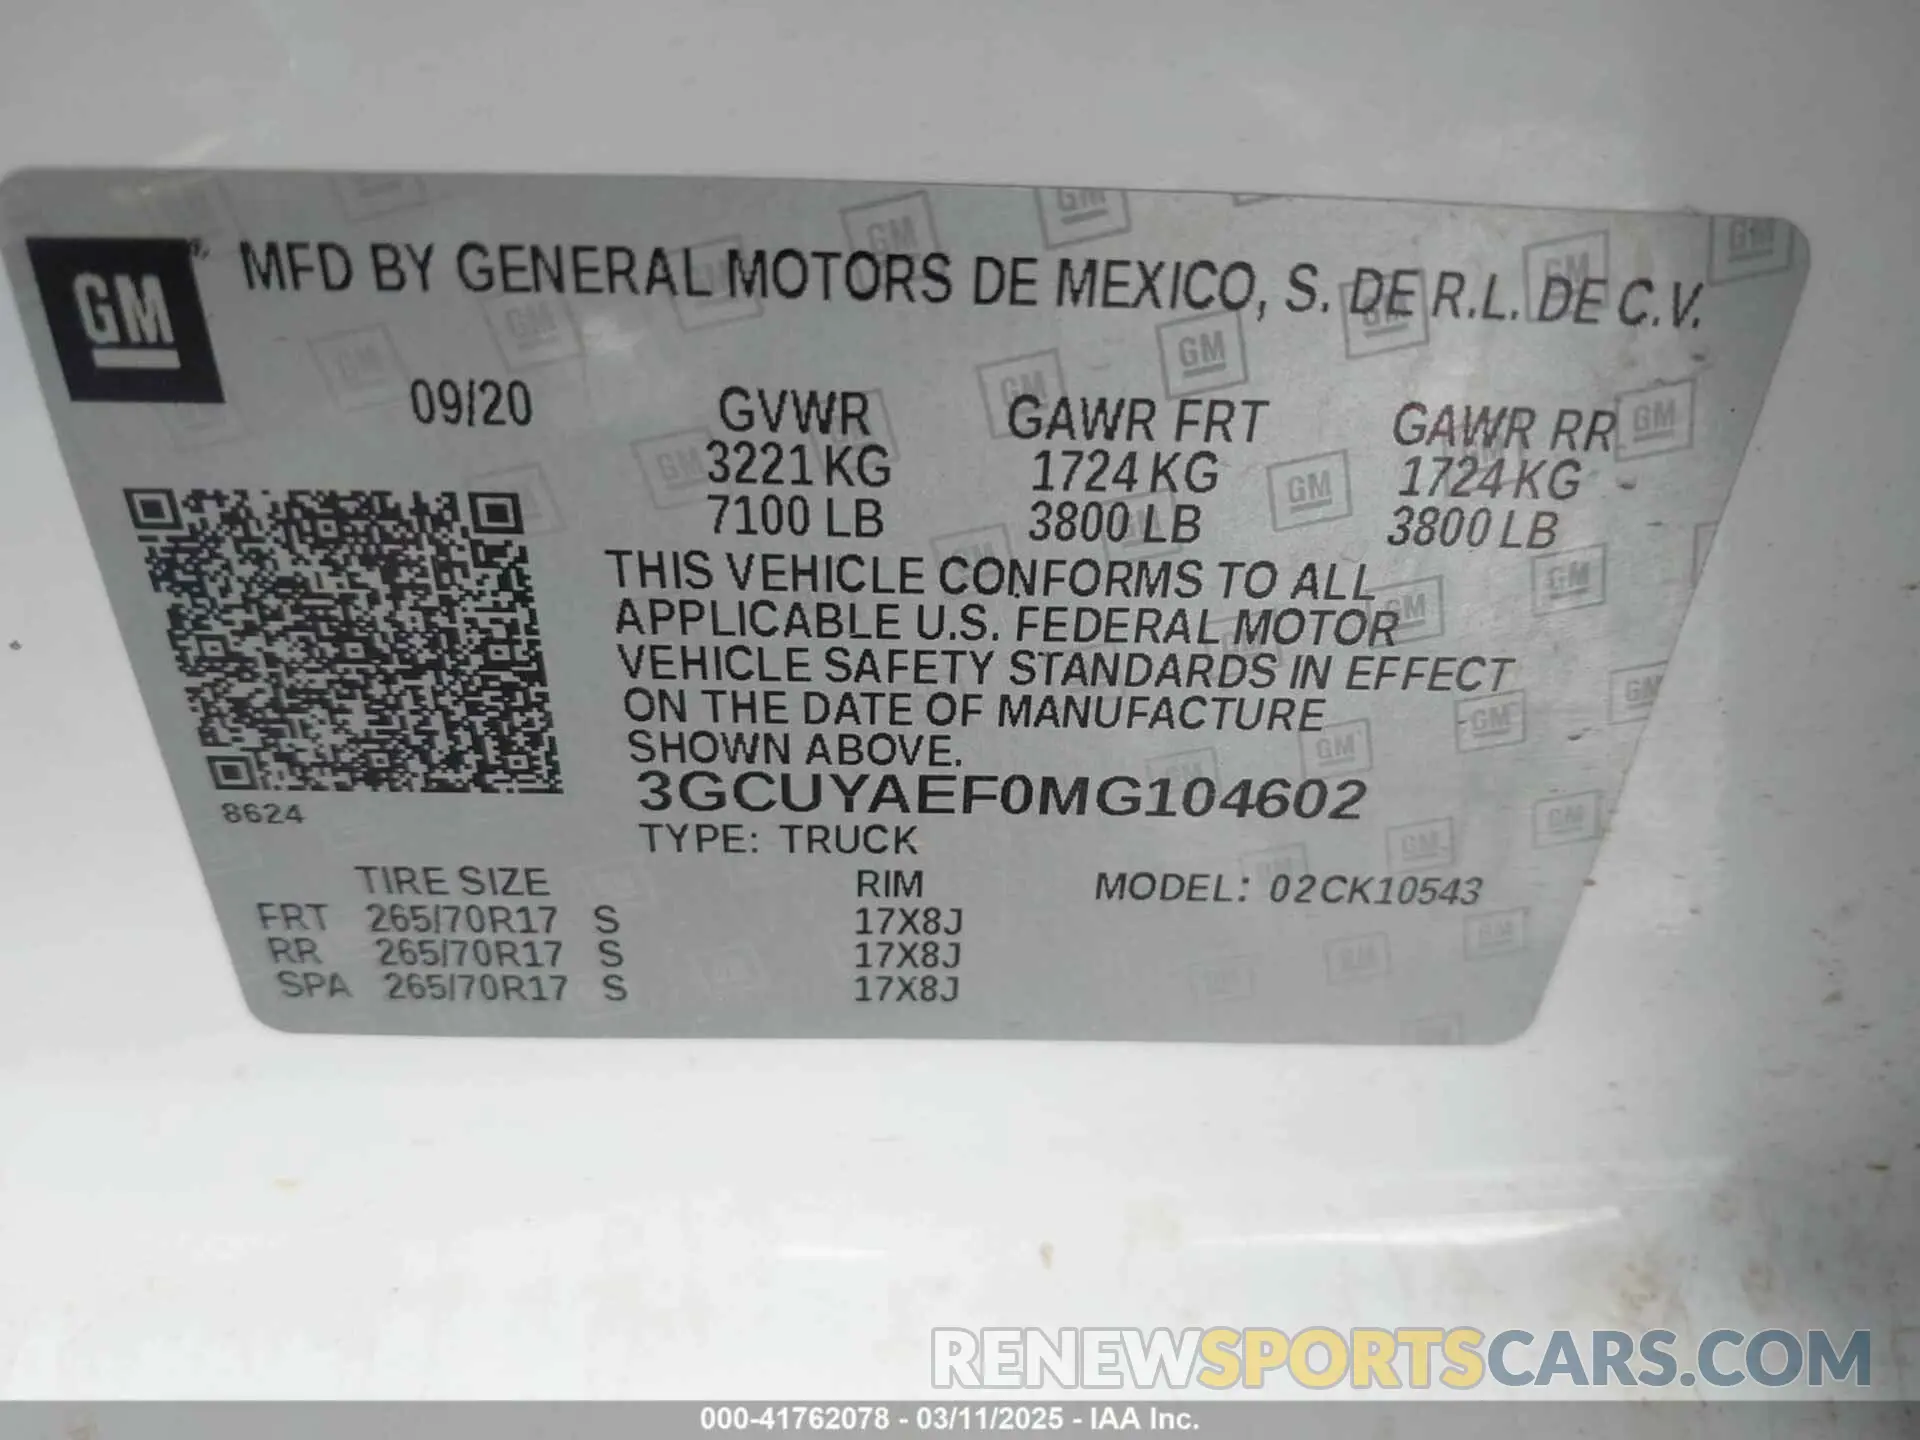 GM MFD BY GENERAL MOTORS DE MEXICO, S. DE R.L. DE C.V.
09/20 GVWR GAWR FRT GAWR RR
3221 KG 1724 KG 1724 KG
7100 LB 3800 LB 3800 LB
THIS VEHICLE CONFORMS TO ALL
APPLICABLE U.S. FEDERAL MOTOR
VEHICLE SAFETY STANDARDS IN EFFECT
ON THE DATE OF MANUFACTURE
SHOWN ABOVE.
3GCUYAEF0MG104602
8624
TYPE: TRUCK
TIRE SIZE RIM MODEL: 02CK10543
FRT 265/70R17 S 17X8J
RR 265/70R17 S 17X8J
SPA 265/70R17 S 17X8J
RENEWSPORTSCARS.COM
000-41762078 - 03/11/2025 - IAA Inc.